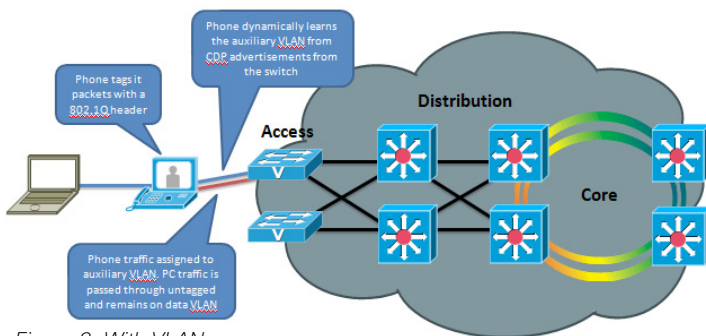 Phone dynamically learns
the auxiliary VLAN from
CDP advertisements from
the switch
Phone tags it
packets with a
802.1Q header
Distribution
Access
Core
V
V
Phone traffic assigned to
auxiliary VLAN. PC traffic is
passed through untagged
and remains on data VLAN